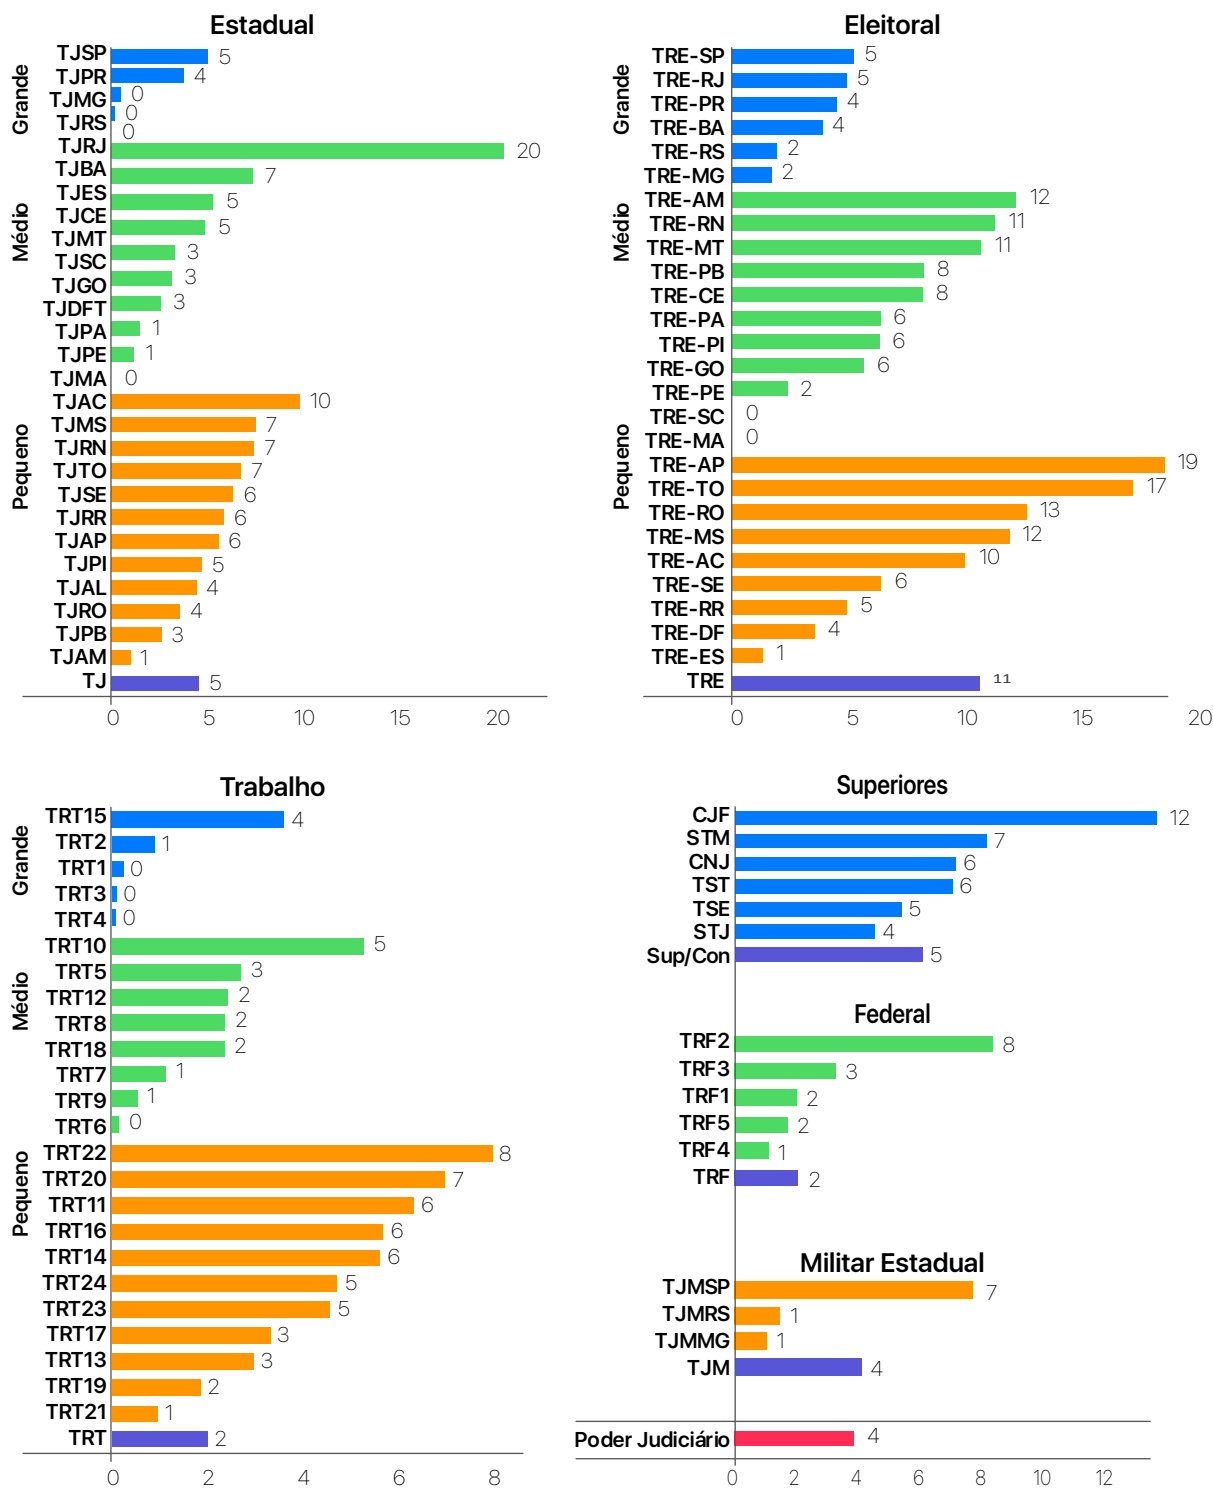 Estadual
Grande
TJSP 5
TJPR 4
TJMG 0
TJRS 0
0
Médio
TJRJ 20
TJBA 7
TJES 5
TJCE 5
TJMT 3
TJSC 3
TJGO 3
TJDFT 1
TJPA 1
TJPE 0
TJMA
Pequeno
TJAC 10
TJMS 7
TJRN 7
TJTO 7
TJSE 6
TJRR 6
TJAP 6
TJPI 5
TJAL 4
TJRO 4
TJPB 3
TJAM 1
TJ 5
0 5 10 15 20
Eleitoral
Grande
TRE-SP 5
TRE-RJ 5
TRE-PR 4
TRE-BA 4
TRE-RS 2
TRE-MG 2
Médio
TRE-AM 12
TRE-RN 11
TRE-MT 11
TRE-PB 8
TRE-CE 8
TRE-PA 6
TRE-PI 6
TRE-GO 6
TRE-PE 2
TRE-SC 0
TRE-MA 0
Pequeno
TRE-AP 19
TRE-TO 17
TRE-RO 13
TRE-MS 12
TRE-AC 10
TRE-SE 6
TRE-RR 5
TRE-DF 4
TRE-ES 1
TRE 11
0 5 10 15 20
Trabalho
Grande
TRT15 4
TRT2 1
TRT1 0
TRT3 0
TRT4 0
Médio
TRT10 5
TRT5 3
TRT12 2
TRT8 2
TRT18 2
TRT7 1
TRT9 1
TRT6 0
Pequeno
TRT22 8
TRT20 7
TRT11 6
TRT16 6
TRT14 6
TRT24 5
TRT23 5
TRT17 3
TRT13 3
TRT19 2
TRT21 1
TRT 2
0 2 4 6 8
Superiores
CJF 12
STM 7
CNJ 6
TST 6
TSE 5
STJ 4
Sup/Con 5
Federal
TRF2 8
TRF3 3
TRF1 2
TRF5 2
TRF4 1
TRF 2
Militar Estadual
TJMSP 7
TJMRS 1
TJMMG 1
TJM 4
Poder Judiciário 4
0 2 4 6 8 10 12